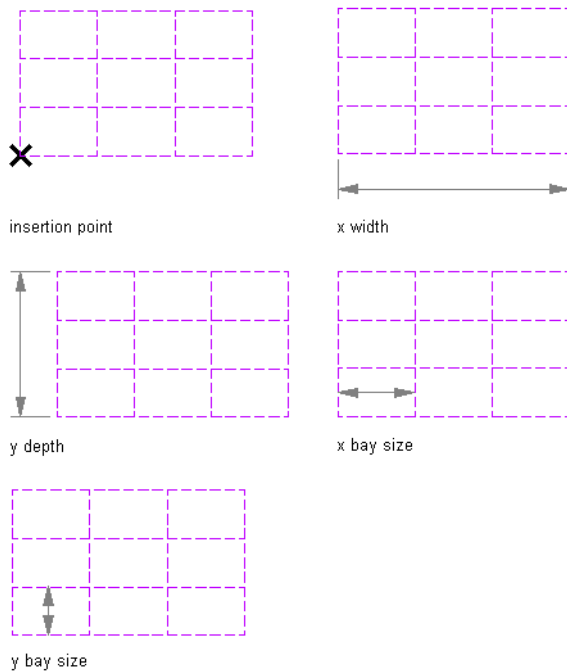 insertion point
x width
y depth
x bay size
y bay size